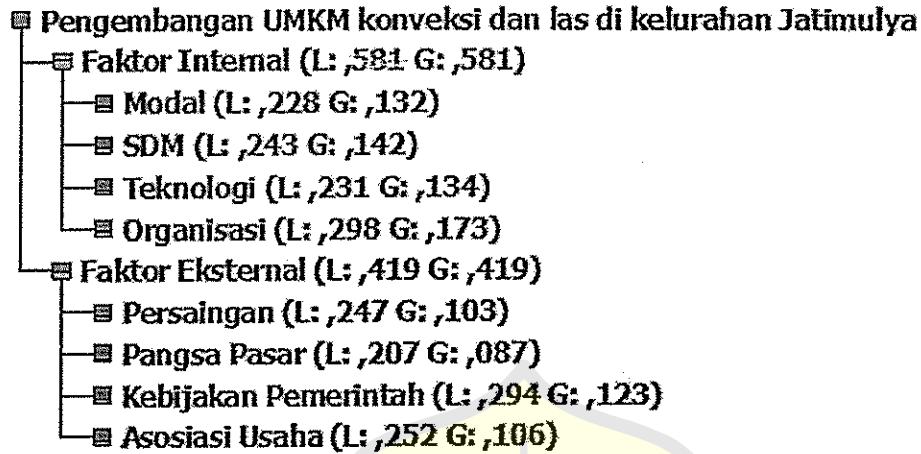 Pengembangan UMKM konveksi dan las di kelurahan Jatimulya
Faktor Internal (L: ,581 G: ,581)
Modal (L: ,228 G: ,132)
SDM (L: ,243 G: ,142)
Teknologi (L: ,231 G: ,134)
Organisasi (L: ,298 G: ,173)
Faktor Eksternal (L: ,419 G: ,419)
Persaingan (L: ,247 G: ,103)
Pangsa Pasar (L: ,207 G: ,087)
Kebijakan Pemerintah (L: ,294 G: ,123)
Asosiasi Usaha (L: ,252 G: ,106)